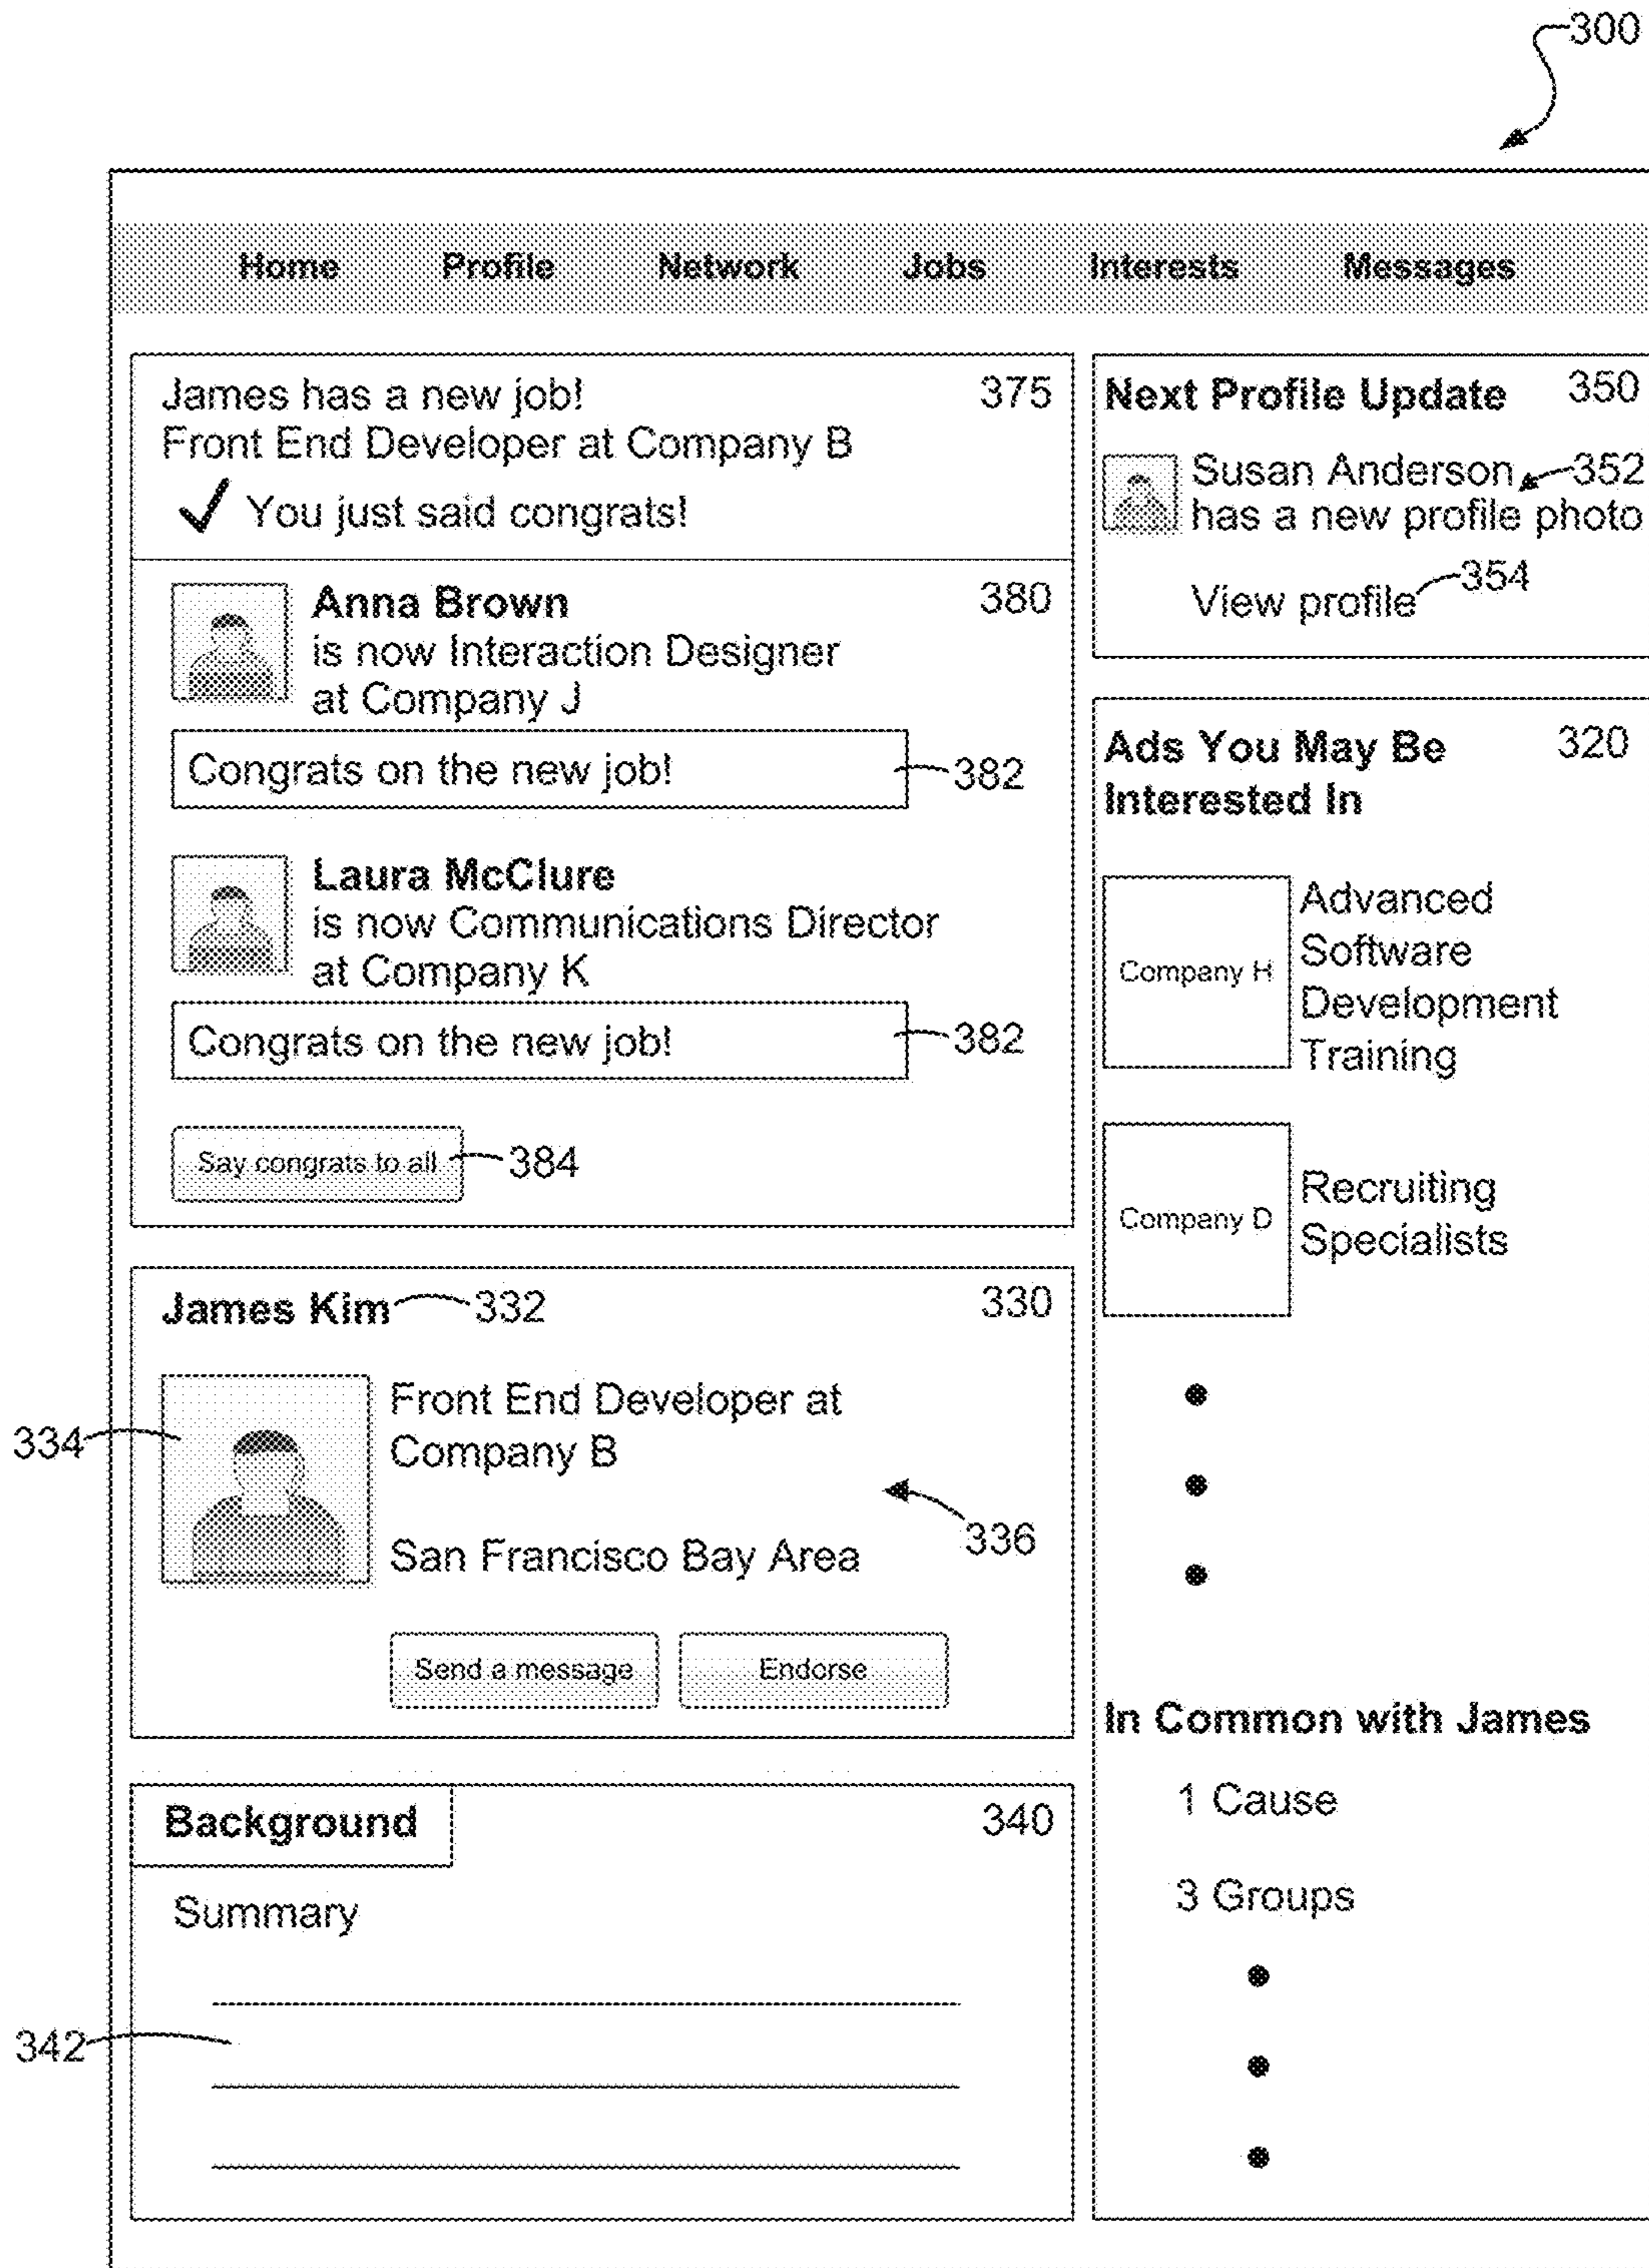 300
Home Profile Network Jobs Interests Messages
James has a new job! 375
Front End Developer at Company B
You just said congrats!
Anna Brown 380
is now Interaction Designer
at Company J
Congrats on the new job! 382
Laura McClure
is now Communications Director
at Company K
Congrats on the new job! 382
Say congrats to all 384
James Kim 332 330
334
Front End Developer at
Company B
336
San Francisco Bay Area
Send a message Endorse
Background 340
Summary
342
Next Profile Update 350
Susan Anderson 352
has a new profile photo
View profile 354
Ads You May Be 320
Interested In
Company H
Advanced
Software
Development
Training
Company D
Recruiting
Specialists
In Common with James
1 Cause
3 Groups